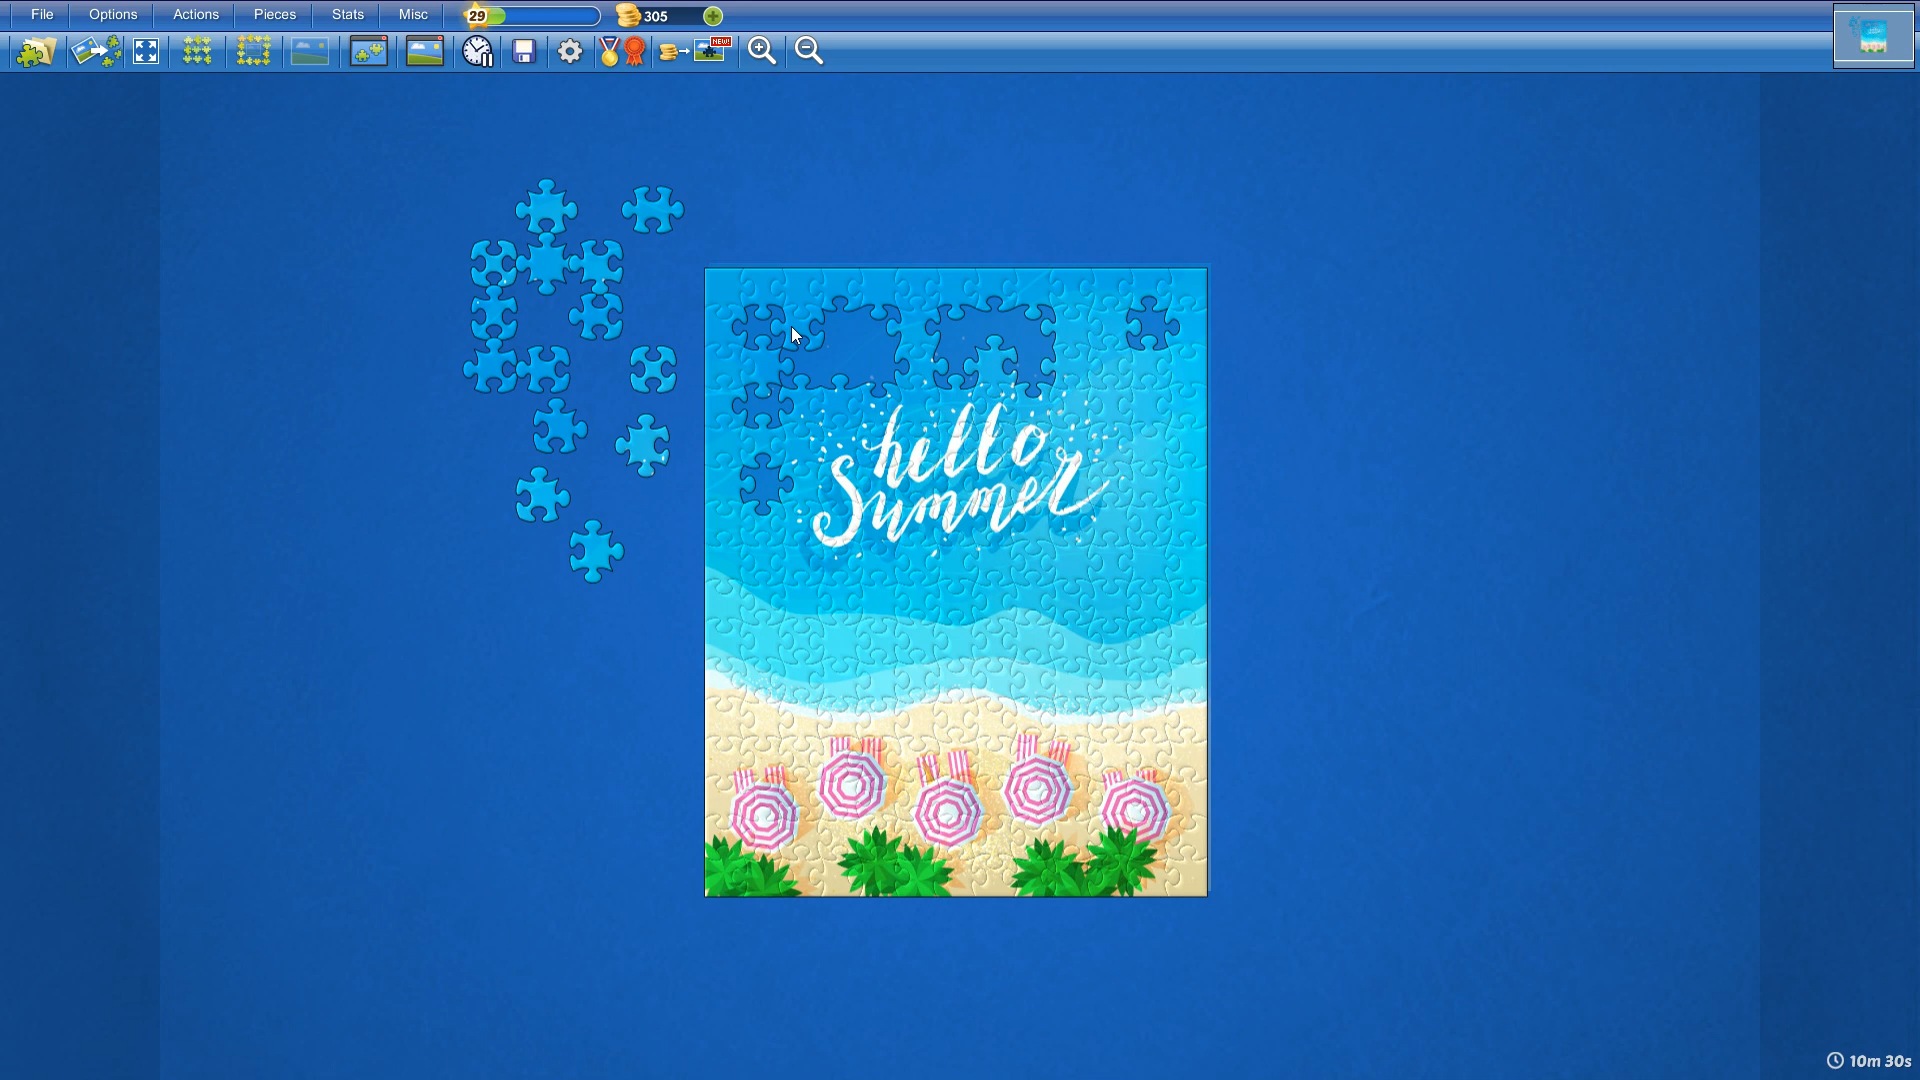 File Options Actions Pieces Stats Misc 29 305
NEW!
hello
Summer
10m 30s